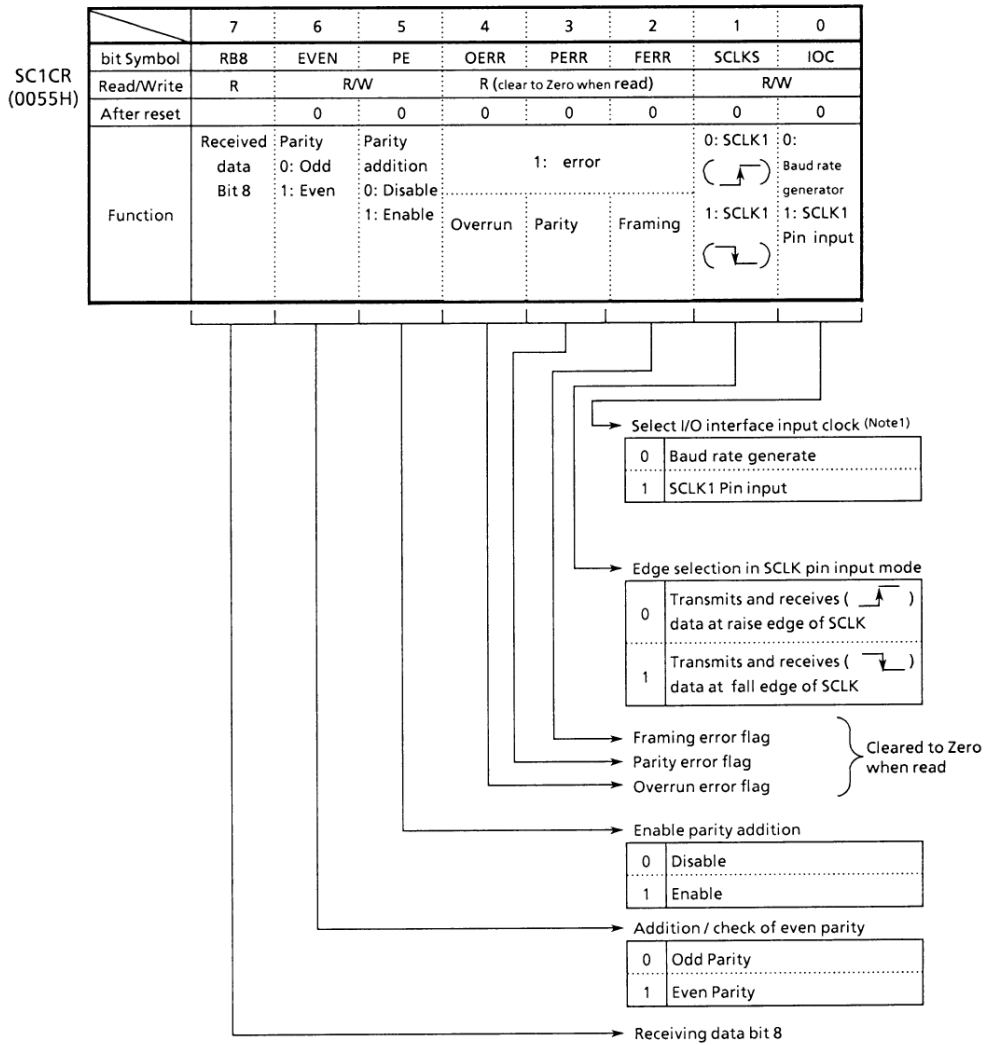 7 6 5 4 3 2 1 0
bit Symbol RB8 EVEN PE OERR PERR FERR SCLKS IOC
SC1CR
(0055H)
Read/Write R R/W R (clear to Zero when read) R/W
After reset 0 0 0 0 0 0 0
Function
Received
data
Bit 8
Parity
0: Odd
1: Even
Parity
addition
0: Disable
1: Enable
1: error
Overrun Parity Framing
0: SCLK1
( )
1: SCLK1
( )
0:
Baud rate
generator
1: SCLK1
Pin input
Select I/O interface input clock (Note1)
0 Baud rate generate
1 SCLK1 Pin input
Edge selection in SCLK pin input mode
0 Transmits and receives ( )
data at raise edge of SCLK
1 Transmits and receives ( )
data at fall edge of SCLK
Framing error flag
Parity error flag
Overrun error flag
Cleared to Zero
when read
Enable parity addition
0 Disable
1 Enable
Addition / check of even parity
0 Odd Parity
1 Even Parity
Receiving data bit 8